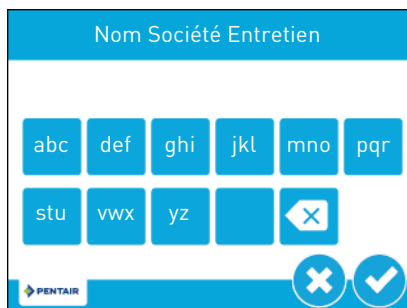 Nom Société Entretien
abc def ghi jkl mno pqr
stu vwx yz
PENTAIR